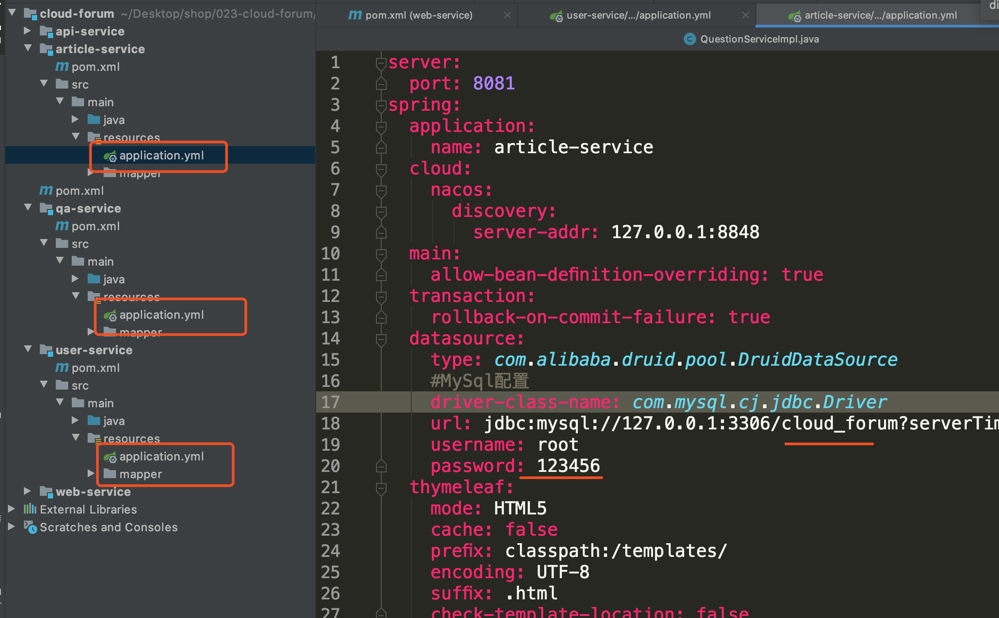 cloud-forum ~/Desktop/shop/023-cloud-forum/
api-service
article-service
pom.xml
src
main
java
resources
application.yml
mapper
pom.xml
qa-service
pom.xml
src
main
java
resources
application.yml
mapper
user-service
pom.xml
src
main
java
resources
application.yml
mapper
web-service
External Libraries
Scratches and Consoles
pom.xml (web-service)
user-service/.../application.yml
article-service/.../application.yml
di
QuestionServiceImpl.java
1 server:
2 port: 8081
3 spring:
4 application:
5 name: article-service
6 cloud:
7 nacos:
8 discovery:
9 server-addr: 127.0.0.1:8848
10 main:
11 allow-bean-definition-overriding: true
12 transaction:
13 rollback-on-commit-failure: true
14 datasource:
15 type: com.alibaba.druid.pool.DruidDataSource
16 #MySql配置
17 driver-class-name: com.mysql.cj.jdbc.Driver
18 url: jdbc:mysql://127.0.0.1:3306/cloud_forum?serverTim
19 username: root
20 password: 123456
21 thymeleaf:
22 mode: HTML5
23 cache: false
24 prefix: classpath:/templates/
25 encoding: UTF-8
26 suffix: .html
27 check-template-location: false